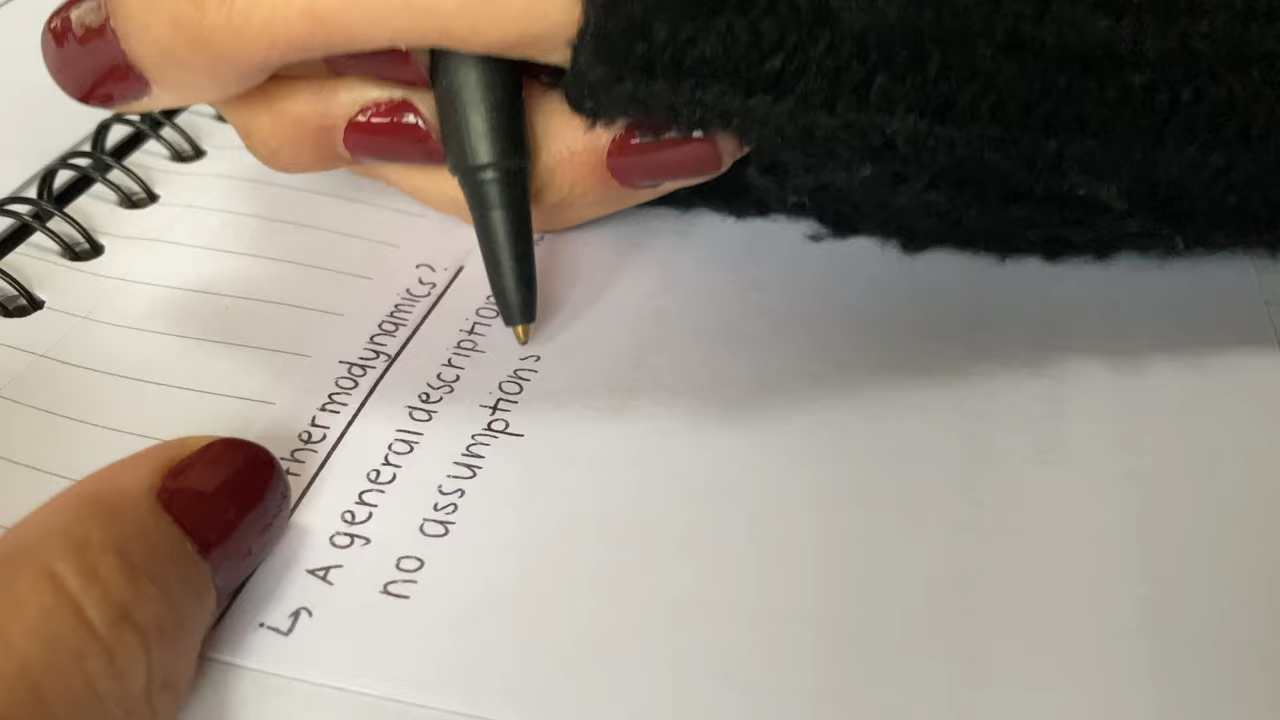 thermodynamics?
↳ A general description
no assumptions